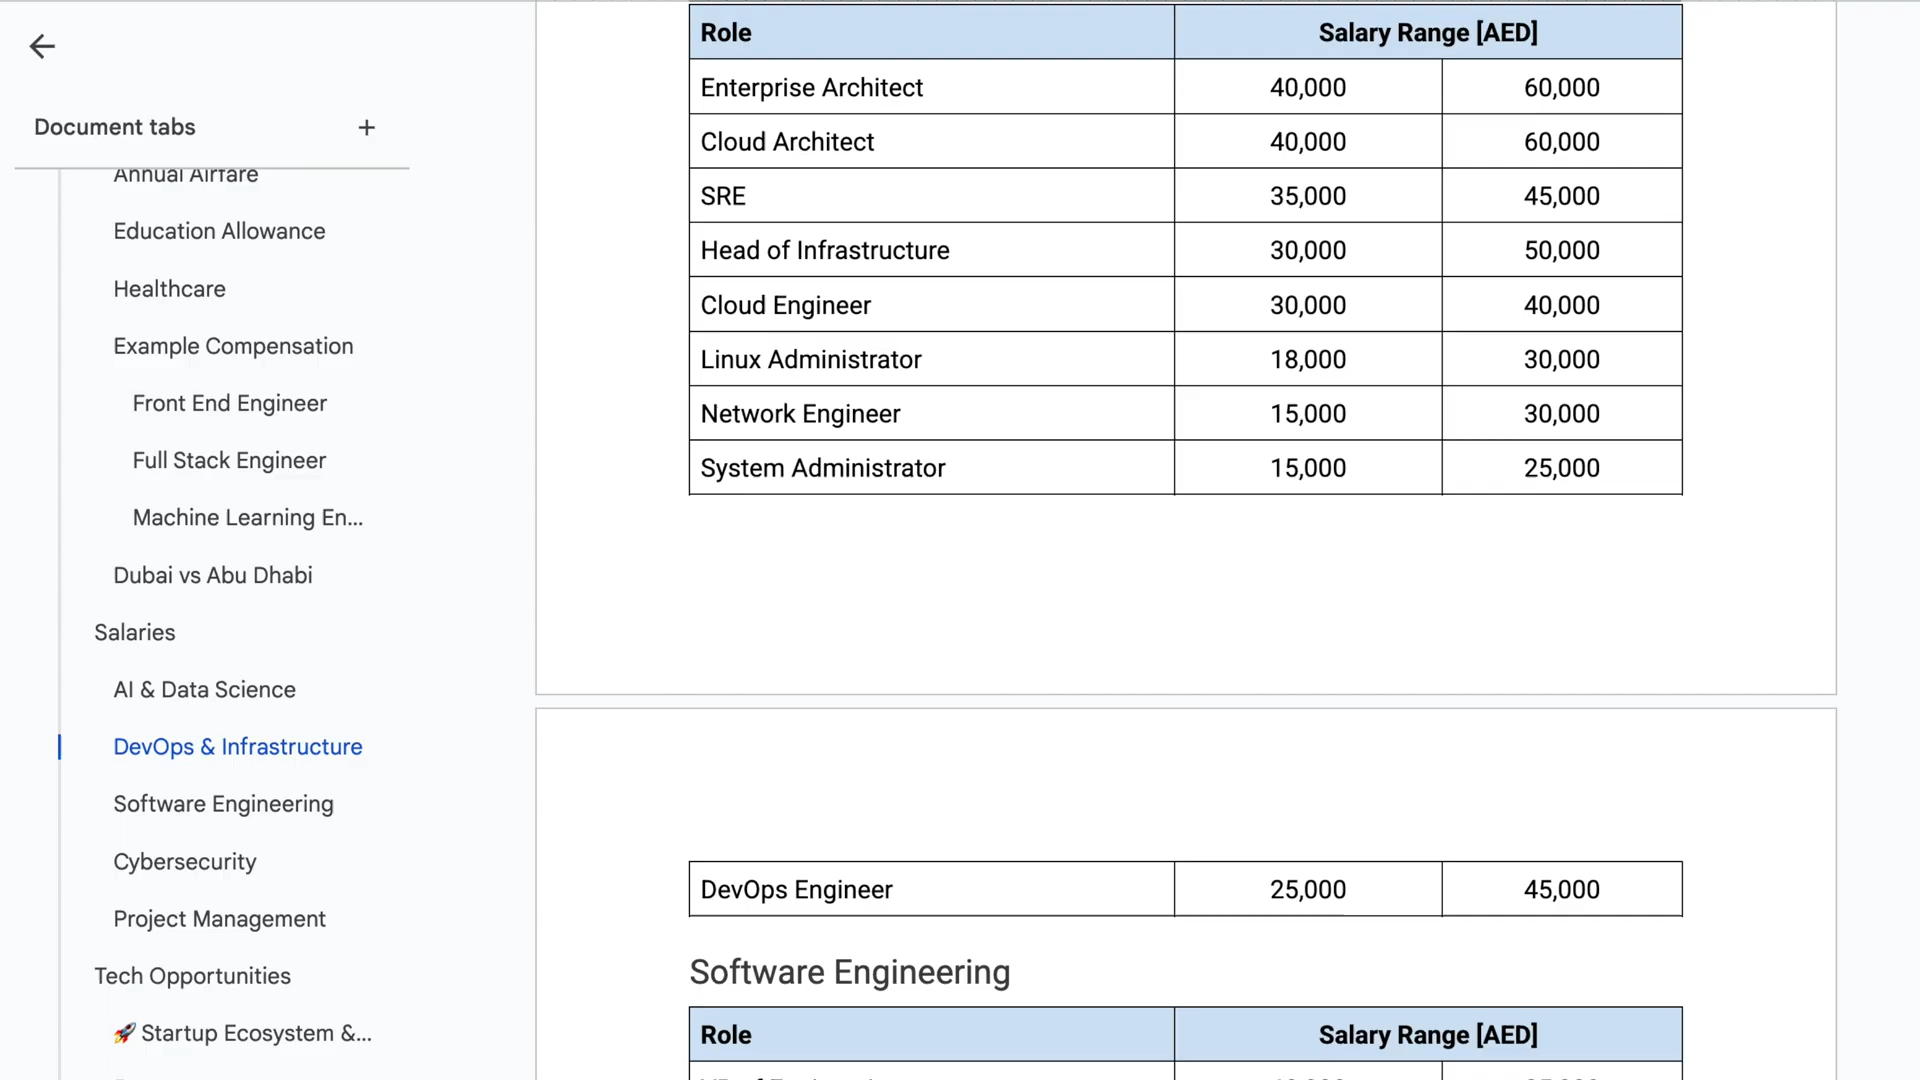 Document tabs
Annual Airfare
Education Allowance
Healthcare
Example Compensation
Front End Engineer
Full Stack Engineer
Machine Learning En...
Dubai vs Abu Dhabi
Salaries
AI & Data Science
DevOps & Infrastructure
Software Engineering
Cybersecurity
Project Management
Tech Opportunities
🚀 Startup Ecosystem &...
Role Salary Range [AED]
Enterprise Architect 40,000 60,000
Cloud Architect 40,000 60,000
SRE 35,000 45,000
Head of Infrastructure 30,000 50,000
Cloud Engineer 30,000 40,000
Linux Administrator 18,000 30,000
Network Engineer 15,000 30,000
System Administrator 15,000 25,000
DevOps Engineer 25,000 45,000
Software Engineering
Role Salary Range [AED]